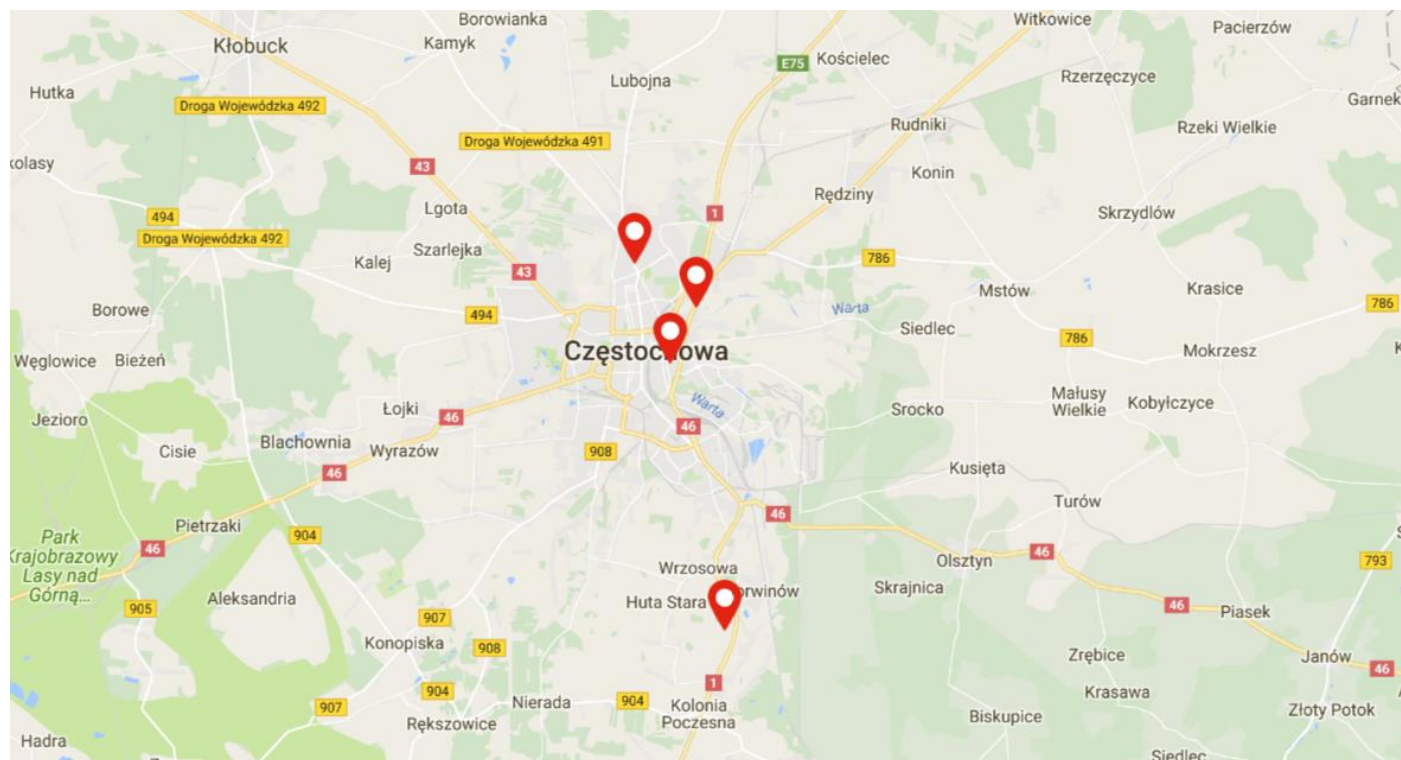 Borowianka
Witkowice
Pacierzów
Kłobuck
Kamyk
Kościelec
E75
Lubojna
Rzerzęczyce
Hutka
Droga Wojewódzka 492
Garnek
Rudniki
Rzeki Wielkie
Droga Wojewódzka 491
kolasy
43
Konin
Rędziny
Lgota
494
1
Skrzydlów
Droga Wojewódzka 492
Szarlejka
Kalej
43
786
Mstów
Krasice
786
Borowe
494
Warta
Siedlec
786
Mokrzesz
Częstochowa
Węglowice
Bieżeń
Małusy
Wielkie
Kobyłczyce
Łojki
46
Warta
Srocko
Jezioro
46
Blachownia
Cisie
Wyrazów
908
46
Kusięta
Turów
46
Pietrzaki
904
Park
Krajobrazowy
Lasy nad
Górną...
46
46
Olsztyn
793
Wrzosowa
Skrajnica
Aleksandria
Huta Stara
orwinów
905
907
46
Piasek
Konopiska
908
Zrębice
Janów
46
1
904
Krasawa
907
Nierada
904
Kolonia
Poczesna
Złoty Potok
Rększowice
Biskupice
Hadra
Siedlec